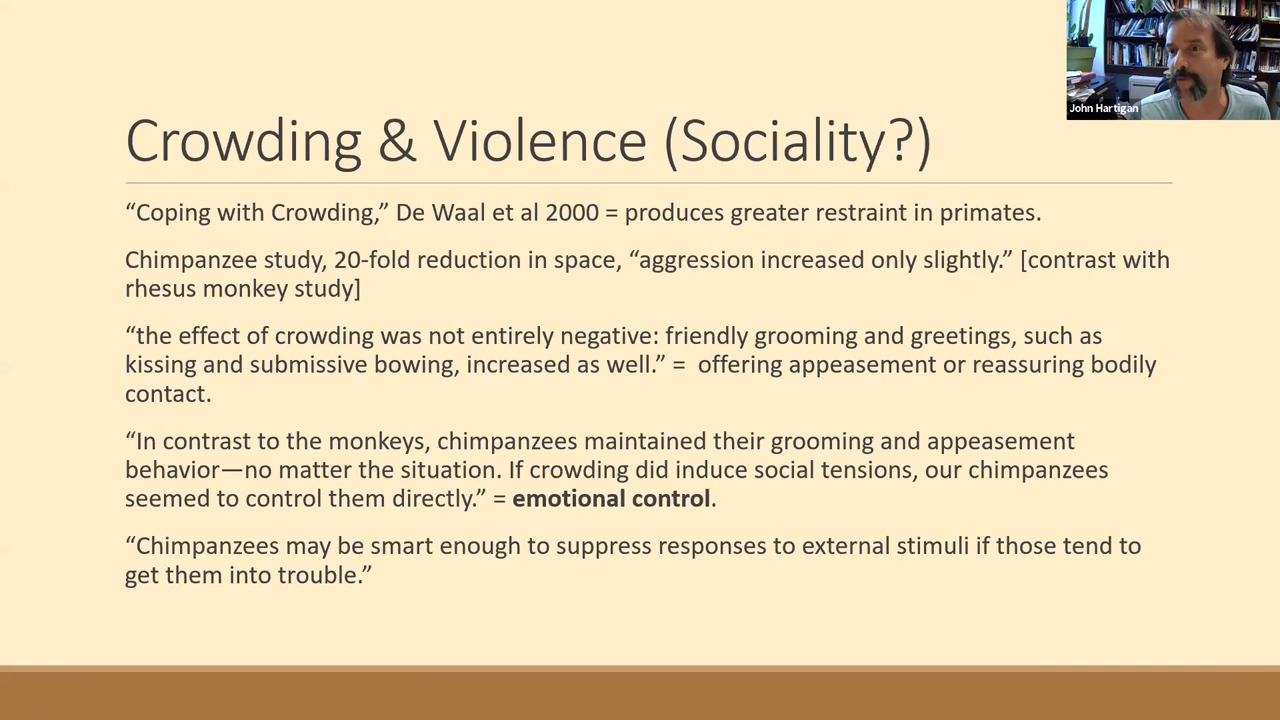 John Hartigan
Crowding & Violence (Sociality?)
“Coping with Crowding,” De Waal et al 2000 = produces greater restraint in primates.
Chimpanzee study, 20-fold reduction in space, “aggression increased only slightly.” [contrast with
rhesus monkey study]
“the effect of crowding was not entirely negative: friendly grooming and greetings, such as
kissing and submissive bowing, increased as well.” = offering appeasement or reassuring bodily
contact.
“In contrast to the monkeys, chimpanzees maintained their grooming and appeasement
behavior—no matter the situation. If crowding did induce social tensions, our chimpanzees
seemed to control them directly.” = emotional control.
“Chimpanzees may be smart enough to suppress responses to external stimuli if those tend to
get them into trouble.”